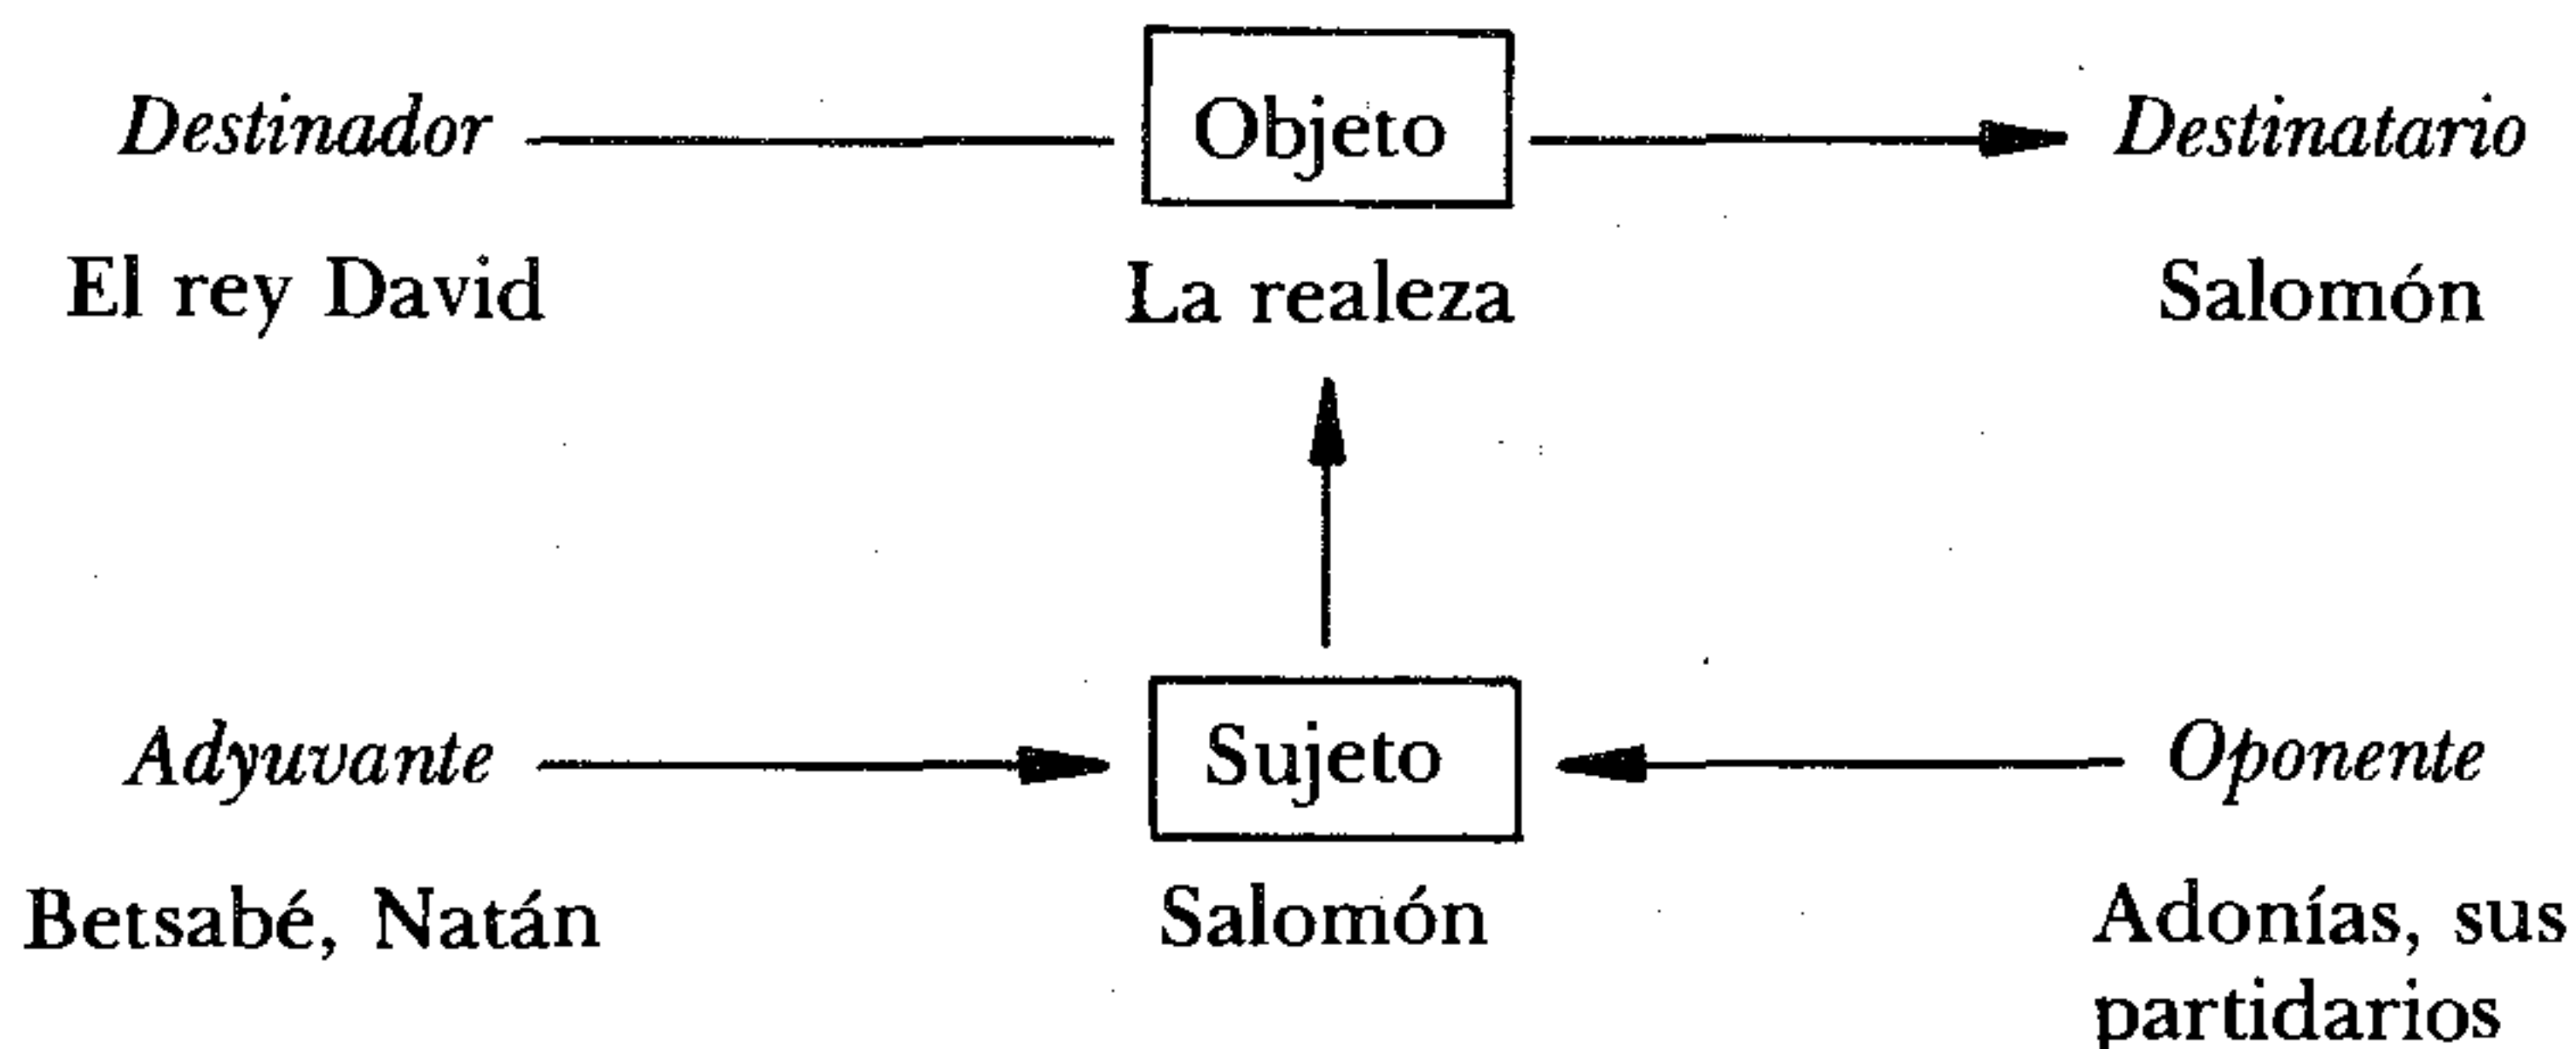 Destinador Objeto Destinatario
El rey David La realeza Salomón
Adyuvante Sujeto Oponente
Betsabé, Natán Salomón Adonías, sus
partidarios